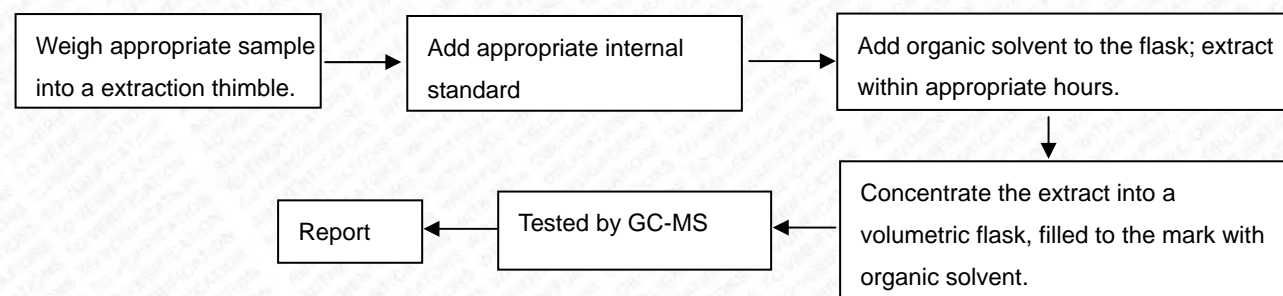 Weigh appropriate sample
into a extraction thimble.
Add appropriate internal
standard
Add organic solvent to the flask; extract
within appropriate hours.
Concentrate the extract into a
volumetric flask, filled to the mark with
organic solvent.
Tested by GC-MS
Report